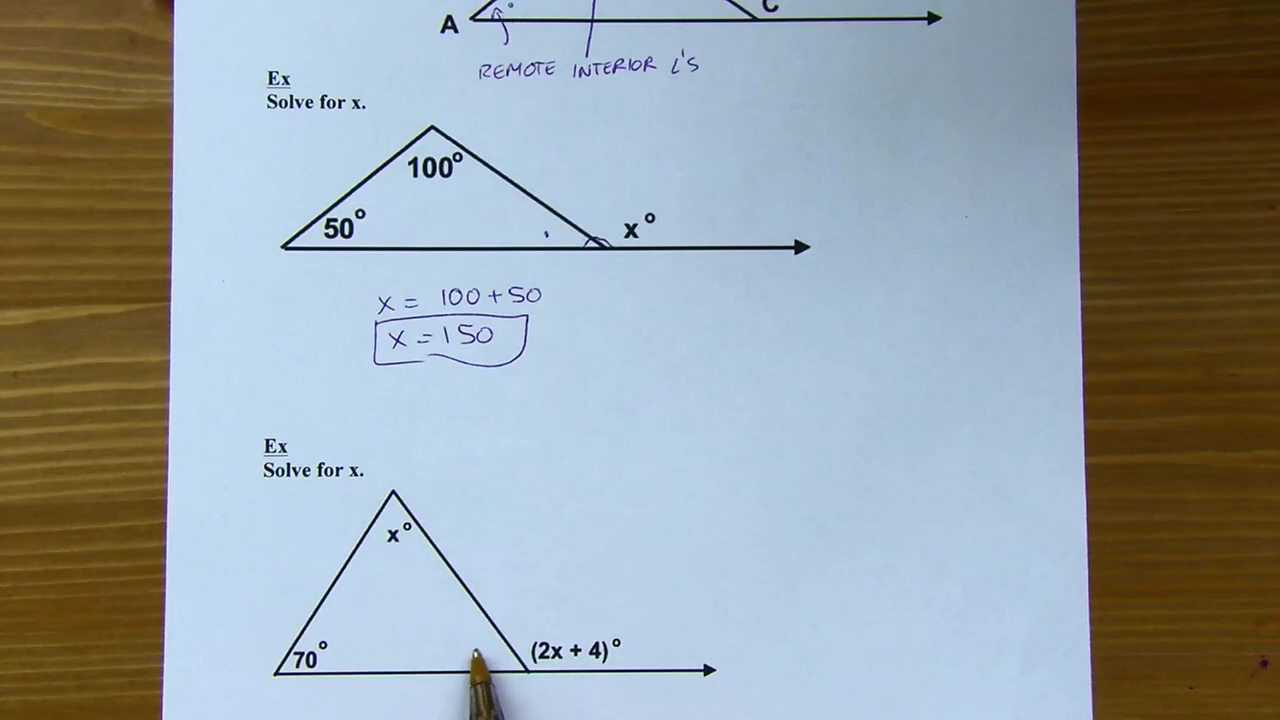 A
C
REMOTE INTERIOR ∠'S
Ex
Solve for x.
100°
50°
x°
x = 100+50
x = 150
Ex
Solve for x.
x°
70°
(2x + 4)°